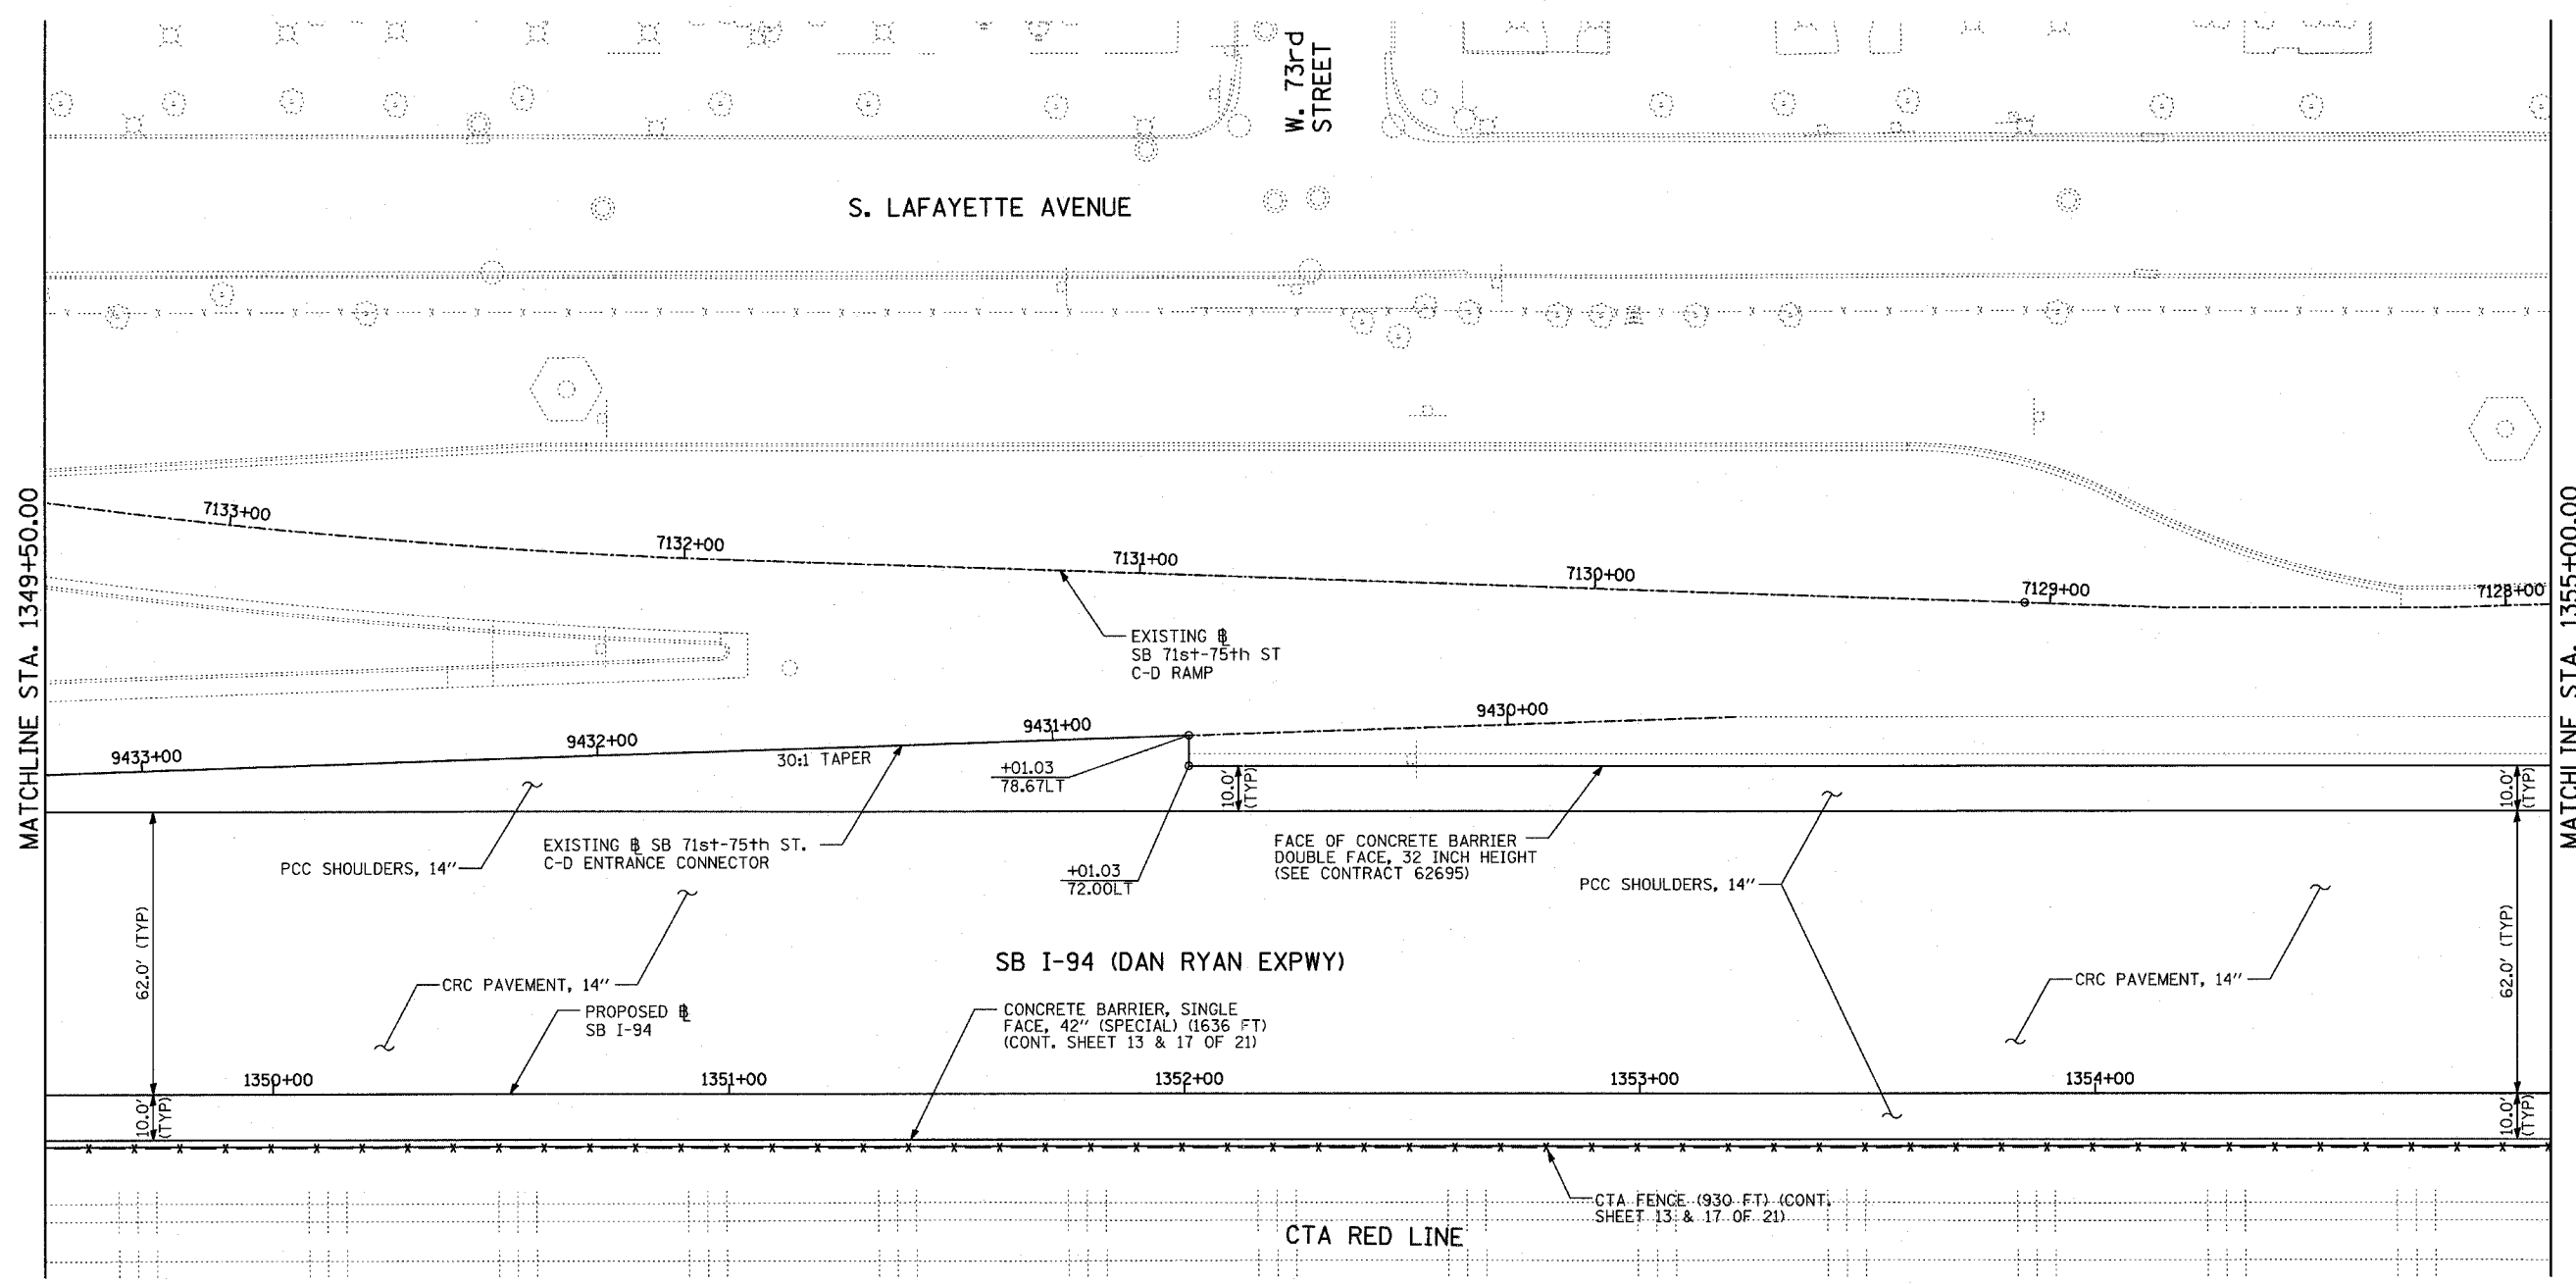 W. 73rd
STREET
S. LAFAYETTE AVENUE
MATCHLINE STA. 1349+50.00
MATCHLINE STA. 1355+00.00
7133+00
7132+00
7131+00
7130+00
7129+00
7128+00
EXISTING ℄
SB 71st-75th ST
C-D RAMP
9433+00
9432+00
9431+00
9430+00
30:1 TAPER
+01.03
78.67LT
10.0'
(TYP)
10.0'
(TYP)
PCC SHOULDERS, 14"
EXISTING ℄ SB 71st-75th ST.
C-D ENTRANCE CONNECTOR
+01.03
72.00LT
FACE OF CONCRETE BARRIER
DOUBLE FACE, 32 INCH HEIGHT
(SEE CONTRACT 62695)
PCC SHOULDERS, 14"
62.0' (TYP)
62.0' (TYP)
SB I-94 (DAN RYAN EXPWY)
CRC PAVEMENT, 14"
CRC PAVEMENT, 14"
PROPOSED ℄
SB I-94
CONCRETE BARRIER, SINGLE
FACE, 42" (SPECIAL) (1636 FT)
(CONT. SHEET 13 & 17 OF 21)
1350+00
1351+00
1352+00
1353+00
1354+00
10.0'
(TYP)
10.0'
(TYP)
CTA FENCE (930 FT) (CONT.
SHEET 13 & 17 OF 21)
CTA RED LINE